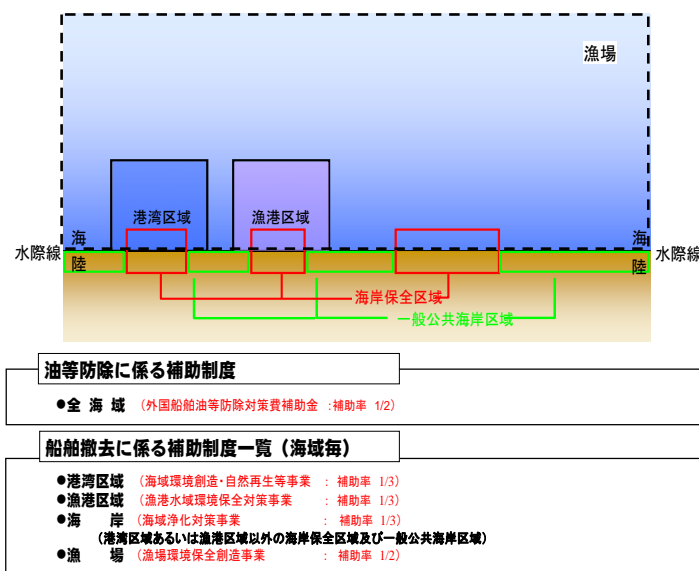 漁場
港湾区域
漁港区域
海
海
水際線
水際線
陸
陸
海岸保全区域
一般公共海岸区域
油等防除に係る補助制度
●全 海 域 (外国船舶油等防除対策費補助金 :補助率 1/2)
船舶撤去に係る補助制度一覧（海域毎）
●港湾区域 (海域環境創造・自然再生等事業 : 補助率 1/3)
●漁港区域 (漁港水域環境保全対策事業 : 補助率 1/3)
●海 岸 (海域浄化対策事業 : 補助率 1/3)
(港湾区域あるいは漁港区域以外の海岸保全区域及び一般公共海岸区域)
●漁 場 (漁場環境保全創造事業 : 補助率 1/2)